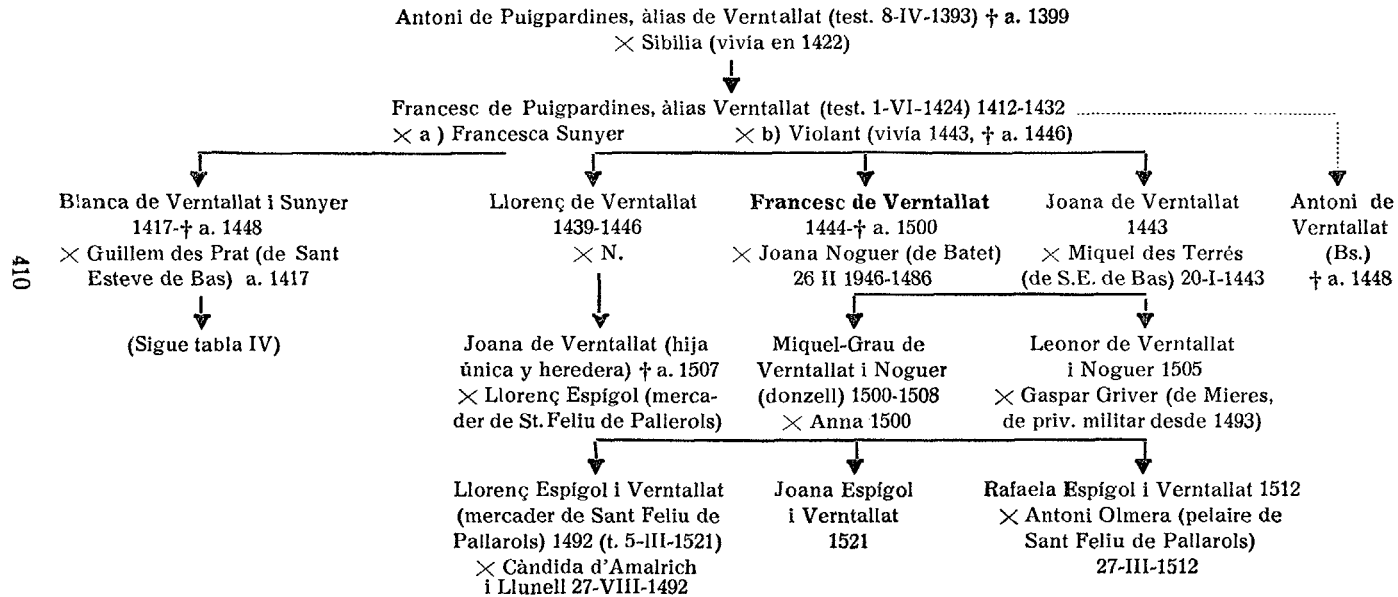 Antoni de Puigpardines, àlias de Verntallat (test. 8-IV-1393) † a. 1399
× Sibilia (vivía en 1422)
Francesc de Puigpardines, àlias Verntallat (test. 1-VI-1424) 1412-1432
× a ) Francesca Sunyer
× b) Violant (vivía 1443, † a. 1446)
Blanca de Verntallat i Sunyer
1417-† a. 1448
× Guillem des Prat (de Sant
Esteve de Bas) a. 1417
(Sigue tabla IV)
Llorenç de Verntallat
1439-1446
× N.
Francesc de Verntallat
1444-† a. 1500
× Joana Noguer (de Batet)
26 II 1946-1486
Joana de Verntallat
1443
× Miquel des Terrés
(de S.E. de Bas) 20-I-1443
Antoni de
Verntallat
(Bs.)
† a. 1448
Joana de Verntallat (hija
única y heredera) † a. 1507
× Llorenç Espígol (merca-
der de St. Feliu de Pallerols)
Miquel-Grau de
Verntallat i Noguer
(donzell) 1500-1508
× Anna 1500
Leonor de Verntallat
i Noguer 1505
× Gaspar Griver (de Mieres,
de priv. militar desde 1493)
Llorenç Espígol i Verntallat
(mercader de Sant Feliu de
Pallarols) 1492 (t. 5-III-1521)
× Càndida d'Amalrich
i Llunell 27-VIII-1492
Joana Espígol
i Verntallat
1521
Rafaela Espígol i Verntallat 1512
× Antoni Olmera (pelaire de
Sant Feliu de Pallarols)
27-III-1512
410